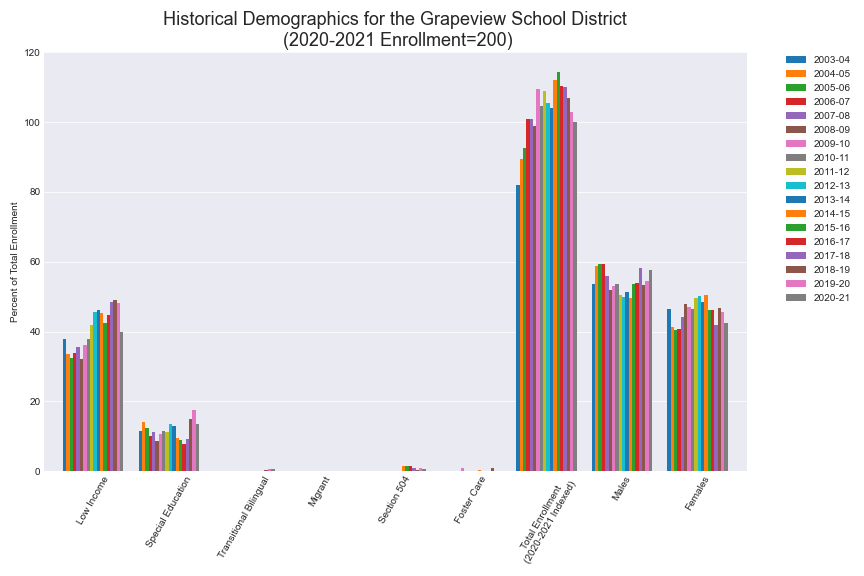 Historical Demographics for the Grapeview School District
(2020-2021 Enrollment=200)
120
100
80
60
40
20
0
Percent of Total Enrollment
Low Income
Special Education
Transitional Bilingual
Migrant
Section 504
Foster Care
Total Enrollment
(2020-2021 Indexed)
Males
Females
2003-04
2004-05
2005-06
2006-07
2007-08
2008-09
2009-10
2010-11
2011-12
2012-13
2013-14
2014-15
2015-16
2016-17
2017-18
2018-19
2019-20
2020-21